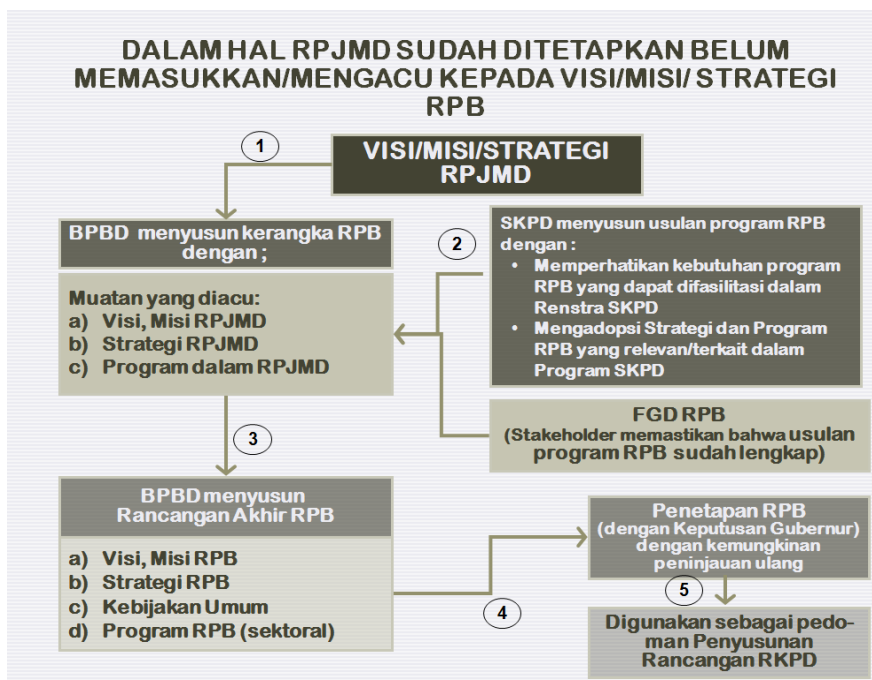 DALAM HAL RPJMD SUDAH DITETAPKAN BELUM
MEMASUKKAN/MENGACU KEPADA VISI/MISI/ STRATEGI
RPB
1
VISI/MISI/STRATEGI
RPJMD
BPBD menyusun kerangka RPB
dengan ;
Muatan yang diacu:
a) Visi, Misi RPJMD
b) Strategi RPJMD
c) Program dalam RPJMD
2
SKPD menyusun usulan program RPB
dengan :
• Memperhatikan kebutuhan program
RPB yang dapat difasilitasi dalam
Renstra SKPD
• Mengadopsi Strategi dan Program
RPB yang relevan/terkait dalam
Program SKPD
FGD RPB
(Stakeholder memastikan bahwa usulan
program RPB sudah lengkap)
3
BPBD menyusun
Rancangan Akhir RPB
a) Visi, Misi RPB
b) Strategi RPB
c) Kebijakan Umum
d) Program RPB (sektoral)
4
Penetapan RPB
(dengan Keputusan Gubernur)
dengan kemungkinan
peninjauan ulang
5
Digunakan sebagai pedo-
man Penyusunan
Rancangan RKPD